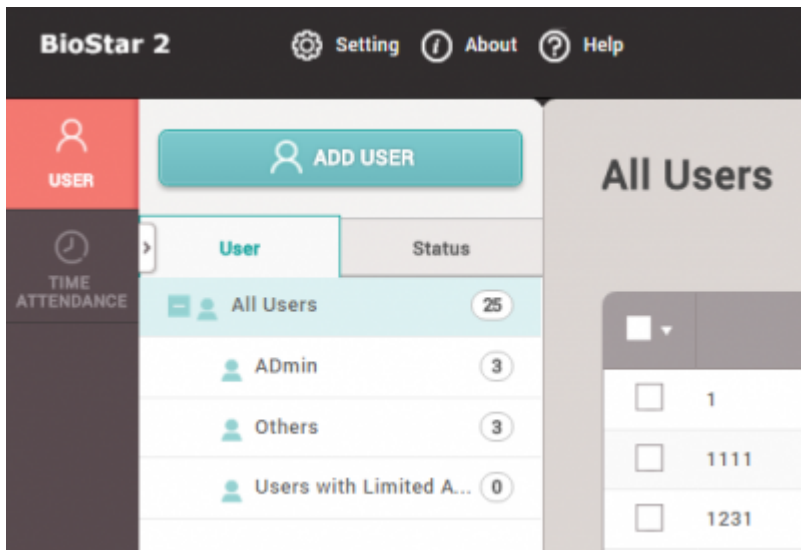 BioStar 2
Setting
About
Help
USER
TIME
ATTENDANCE
ADD USER
User
Status
All Users 25
ADmin 3
Others 3
Users with Limited A... 0
All Users
1
1111
1231